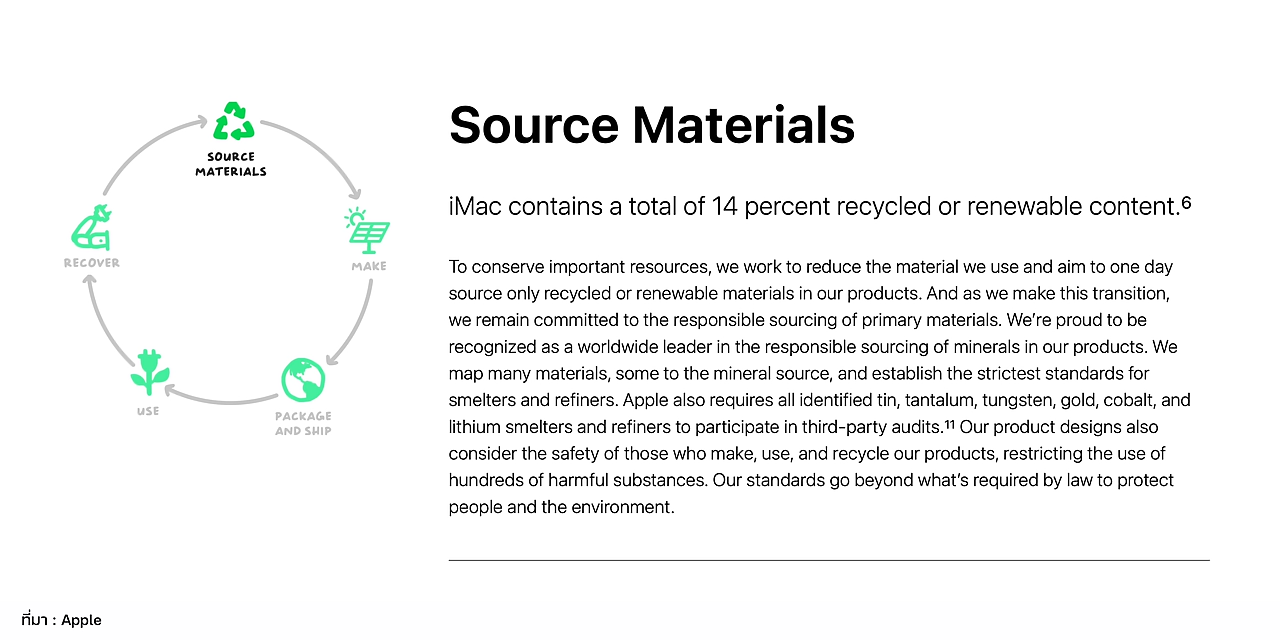 SOURCE
MATERIALS
MAKE
PACKAGE
AND SHIP
USE
RECOVER
Source Materials
iMac contains a total of 14 percent recycled or renewable content.⁶
To conserve important resources, we work to reduce the material we use and aim to one day
source only recycled or renewable materials in our products. And as we make this transition,
we remain committed to the responsible sourcing of primary materials. We’re proud to be
recognized as a worldwide leader in the responsible sourcing of minerals in our products. We
map many materials, some to the mineral source, and establish the strictest standards for
smelters and refiners. Apple also requires all identified tin, tantalum, tungsten, gold, cobalt, and
lithium smelters and refiners to participate in third-party audits.¹¹ Our product designs also
consider the safety of those who make, use, and recycle our products, restricting the use of
hundreds of harmful substances. Our standards go beyond what’s required by law to protect
people and the environment.
ที่มา : Apple